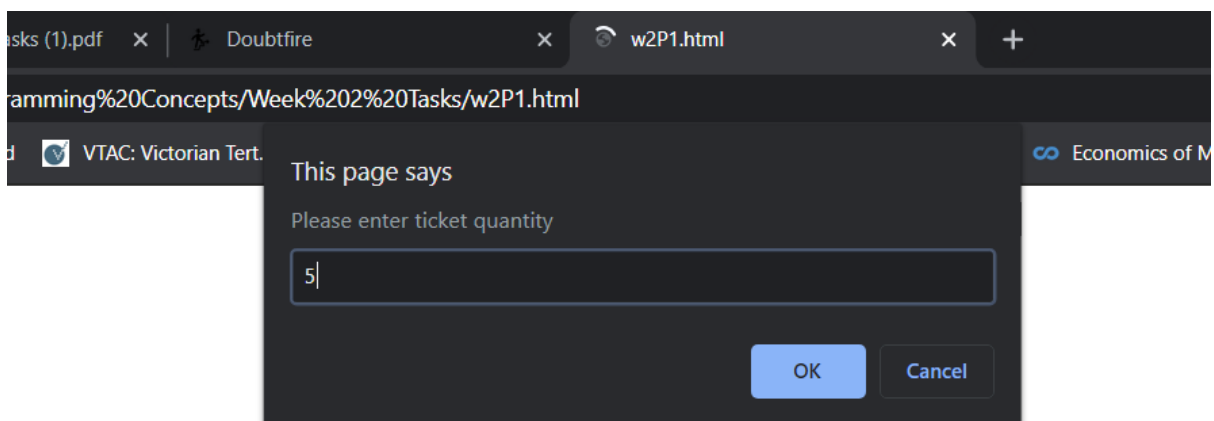 asks (1).pdf Doubtfire w2P1.html
ramming%20Concepts/Week%202%20Tasks/w2P1.html
d VTAC: Victorian Tert. Economics of M
This page says
Please enter ticket quantity
5
OK Cancel